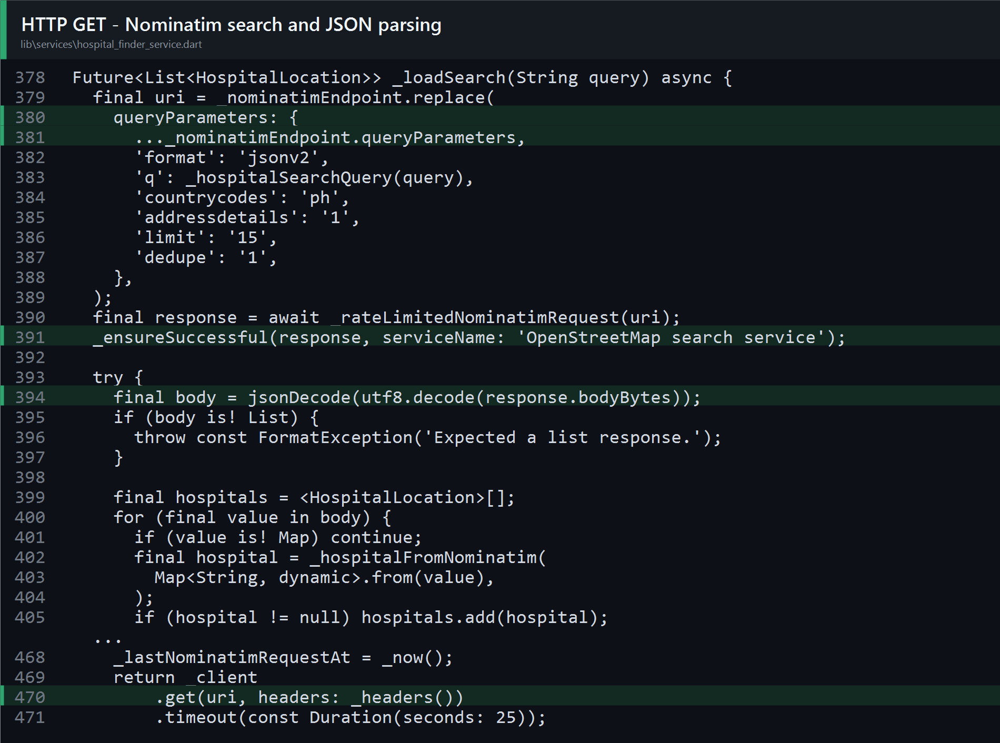 HTTP GET - Nominatim search and JSON parsing
lib\services\hospital_finder_service.dart
378 Future<List<HospitalLocation>> _loadSearch(String query) async {
379 final uri = _nominatimEndpoint.replace(
380 queryParameters: {
381 ..._nominatimEndpoint.queryParameters,
382 'format': 'jsonv2',
383 'q': _hospitalSearchQuery(query),
384 'countrycodes': 'ph',
385 'addressdetails': '1',
386 'limit': '15',
387 'dedupe': '1',
388 },
389 );
390 final response = await _rateLimitedNominatimRequest(uri);
391 _ensureSuccessful(response, serviceName: 'OpenStreetMap search service');
392
393 try {
394 final body = jsonDecode(utf8.decode(response.bodyBytes));
395 if (body is! List) {
396 throw const FormatException('Expected a list response.');
397 }
398
399 final hospitals = <HospitalLocation>[];
400 for (final value in body) {
401 if (value is! Map) continue;
402 final hospital = _hospitalFromNominatim(
403 Map<String, dynamic>.from(value),
404 );
405 if (hospital != null) hospitals.add(hospital);
...
468 _lastNominatimRequestAt = _now();
469 return _client
470 .get(uri, headers: _headers())
471 .timeout(const Duration(seconds: 25));